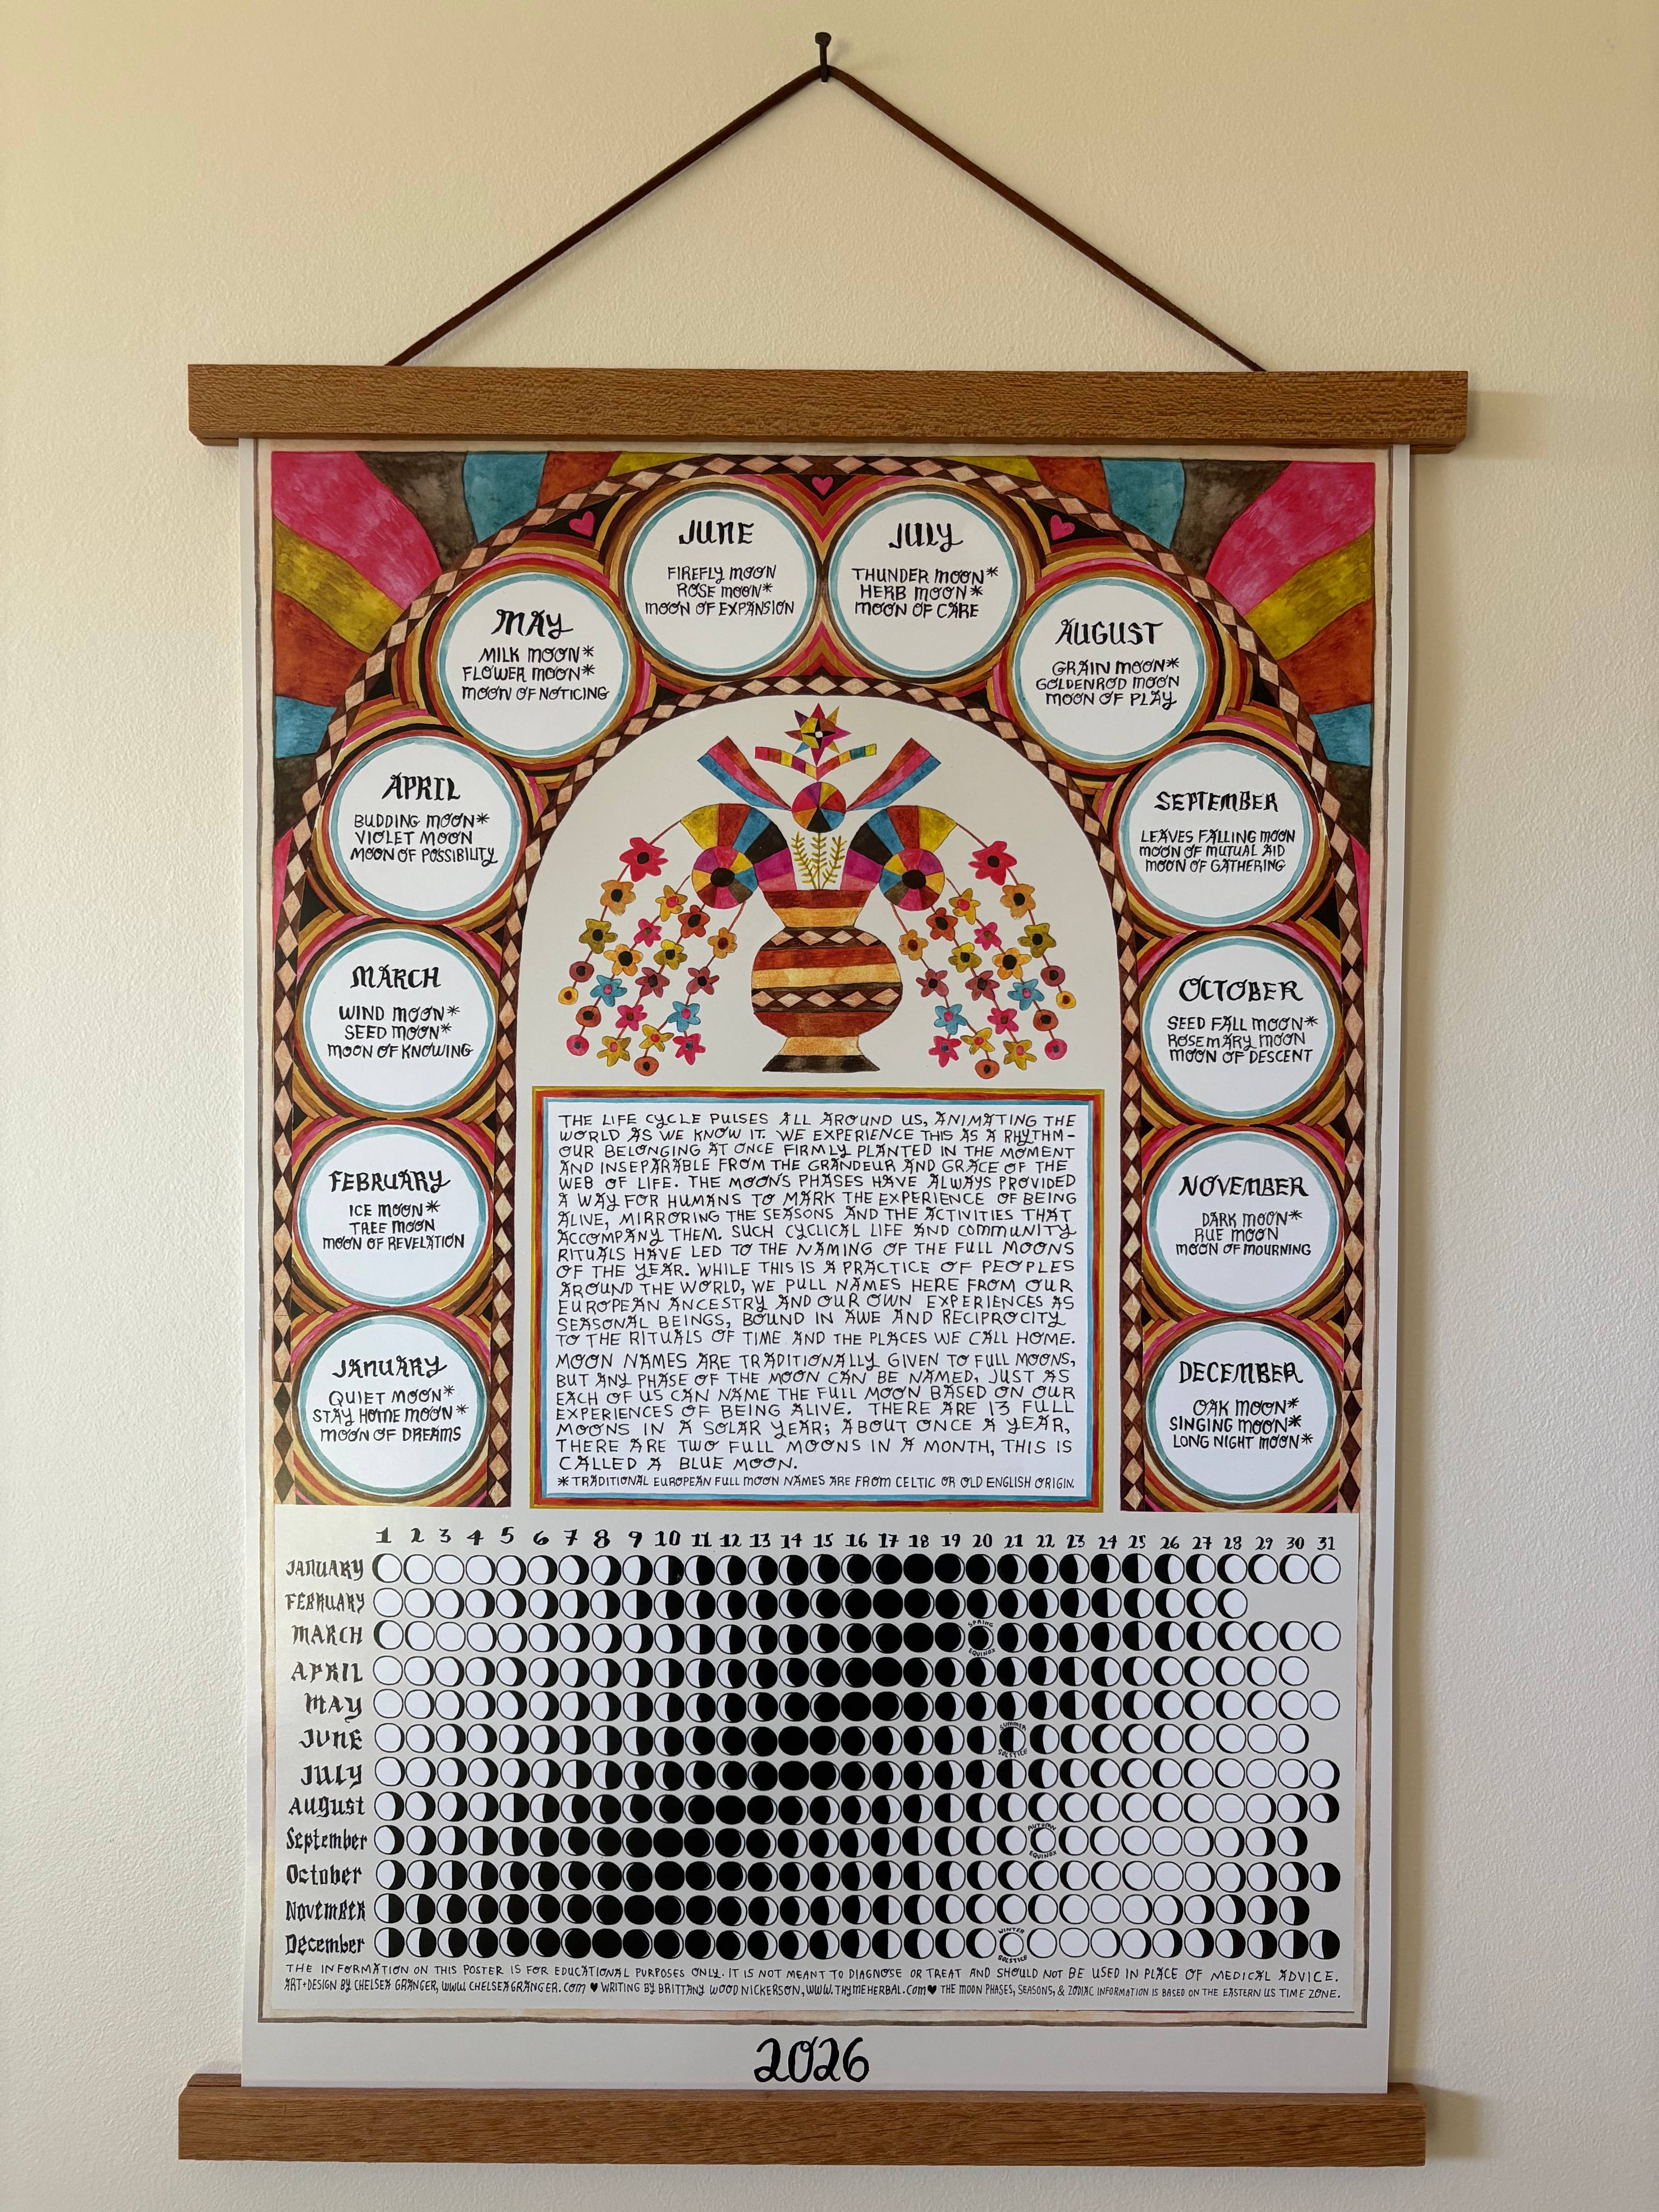 JUNE
FIREFLY MOON
ROSE MOON*
MOON OF EXPANSION
JULY
THUNDER MOON*
HERB MOON*
MOON OF CARE
MAY
MILK MOON*
FLOWER MOON*
MOON OF NOTICING
AUGUST
GRAIN MOON*
GOLDENROD MOON
MOON OF PLAY
APRIL
BUDDING MOON*
VIOLET MOON
MOON OF POSSIBILITY
SEPTEMBER
LEAVES FALLING MOON
MOON OF MUTUAL AID
MOON OF GATHERING
MARCH
WIND MOON*
SEED MOON*
MOON OF KNOWING
OCTOBER
SEED FALL MOON*
ROSEMARY MOON
MOON OF DESCENT
FEBRUARY
ICE MOON*
TREE MOON
MOON OF REVELATION
NOVEMBER
DARK MOON*
RUE MOON
MOON OF MOURNING
JANUARY
QUIET MOON*
STAY HOME MOON*
MOON OF DREAMS
DECEMBER
OAK MOON*
SINGING MOON*
LONG NIGHT MOON*
THE LIFE CYCLE PULSES ALL AROUND US, ANIMATING THE
WORLD AS WE KNOW IT. WE EXPERIENCE THIS AS A RHYTHM-
OUR BELONGING AT ONCE FIRMLY PLANTED IN THE MOMENT
AND INSEPARABLE FROM THE GRANDEUR AND GRACE OF THE
WEB OF LIFE. THE MOON'S PHASES HAVE ALWAYS PROVIDED
A WAY FOR HUMANS TO MARK THE EXPERIENCE OF BEING
ALIVE, MIRRORING THE SEASONS AND THE ACTIVITIES THAT
ACCOMPANY THEM. SUCH CYCLICAL LIFE AND COMMUNITY
RITUALS HAVE LED TO THE NAMING OF THE FULL MOONS
OF THE YEAR. WHILE THIS IS A PRACTICE OF PEOPLES
AROUND THE WORLD, WE PULL NAMES HERE FROM OUR
EUROPEAN ANCESTRY AND OUR OWN EXPERIENCES AS
SEASONAL BEINGS, BOUND IN AWE AND RECIPROCITY
TO THE RITUALS OF TIME AND THE PLACES WE CALL HOME.
MOON NAMES ARE TRADITIONALLY GIVEN TO FULL MOONS,
BUT ANY PHASE OF THE MOON CAN BE NAMED, JUST AS
EACH OF US CAN NAME THE FULL MOON BASED ON OUR
EXPERIENCES OF BEING ALIVE. THERE ARE 13 FULL
MOONS IN A SOLAR YEAR; ABOUT ONCE A YEAR,
THERE ARE TWO FULL MOONS IN A MONTH, THIS IS
CALLED A BLUE MOON.
* TRADITIONAL EUROPEAN FULL MOON NAMES ARE FROM CELTIC OR OLD ENGLISH ORIGIN.
1 2 3 4 5 6 7 8 9 10 11 12 13 14 15 16 17 18 19 20 21 22 23 24 25 26 27 28 29 30 31
JANUARY
FEBRUARY
MARCH
SPRING
EQUINOX
APRIL
MAY
JUNE
SUMMER
SOLSTICE
JULY
AUGUST
September
AUTUMN
EQUINOX
October
NOVEMBER
December
WINTER
SOLSTICE
THE INFORMATION ON THIS POSTER IS FOR EDUCATIONAL PURPOSES ONLY. IT IS NOT MEANT TO DIAGNOSE OR TREAT AND SHOULD NOT BE USED IN PLACE OF MEDICAL ADVICE.
ART+DESIGN BY CHELSEA GRANGER, WWW.CHELSEAGRANGER.COM ♥ WRITING BY BRITTANY WOOD NICKERSON, WWW.THYMEHERBAL.COM ♥ THE MOON PHASES, SEASONS, & ZODIAC INFORMATION IS BASED ON THE EASTERN US TIME ZONE.
2026